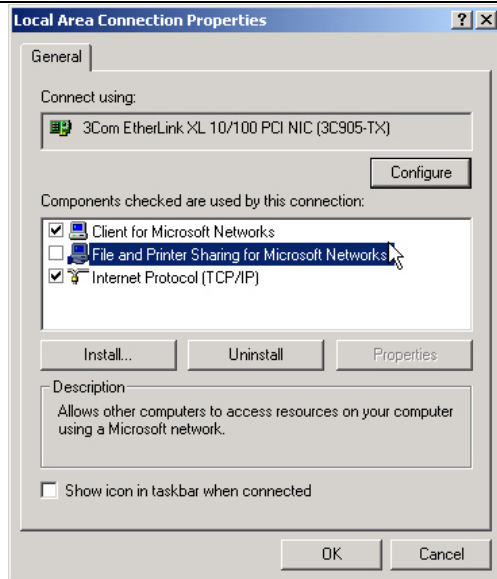 Local Area Connection Properties
General
Connect using:
3Com EtherLink XL 10/100 PCI NIC (3C905-TX)
Configure
Components checked are used by this connection:
Client for Microsoft Networks
File and Printer Sharing for Microsoft Networks
Internet Protocol (TCP/IP)
Install... Uninstall Properties
Description
Allows other computers to access resources on your computer
using a Microsoft network.
Show icon in taskbar when connected
OK Cancel